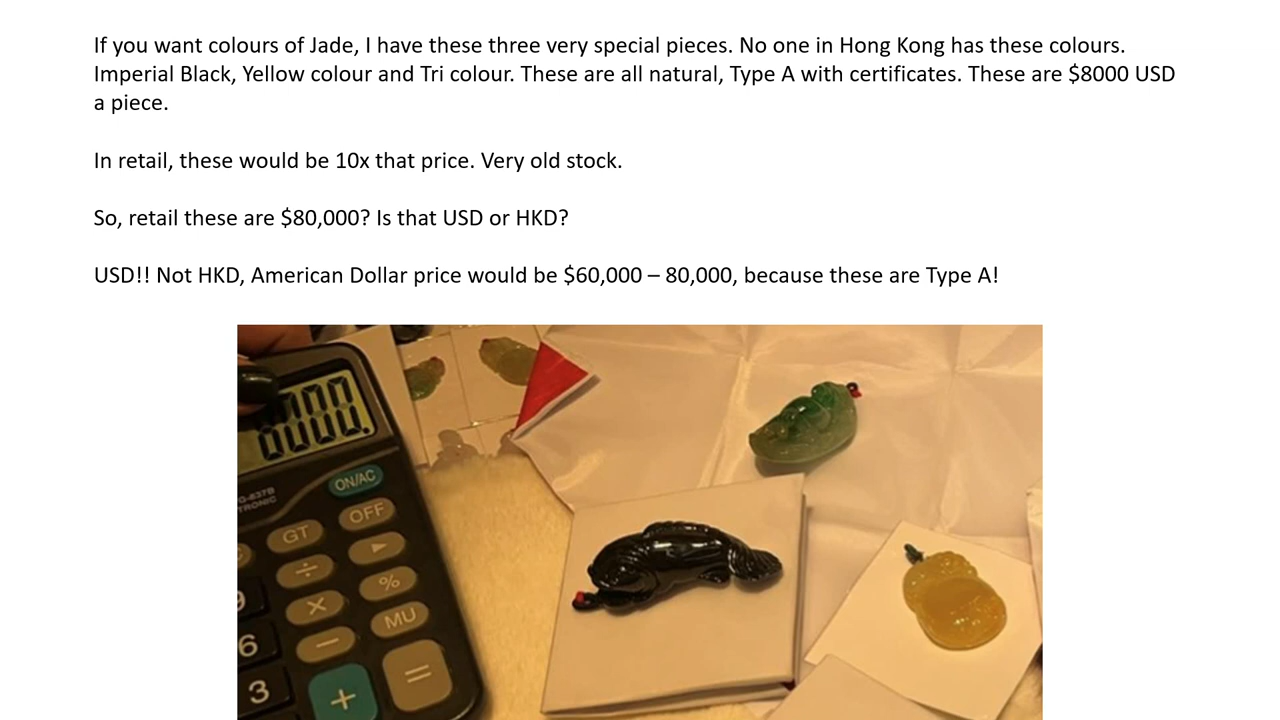 If you want colours of Jade, I have these three very special pieces. No one in Hong Kong has these colours.
Imperial Black, Yellow colour and Tri colour. These are all natural, Type A with certificates. These are $8000 USD
a piece.
In retail, these would be 10x that price. Very old stock.
So, retail these are $80,000? Is that USD or HKD?
USD!! Not HKD, American Dollar price would be $60,000 – 80,000, because these are Type A!
0000.
ON/AC
OFF
GT
÷
%
×
MU
−
6
3
+
=